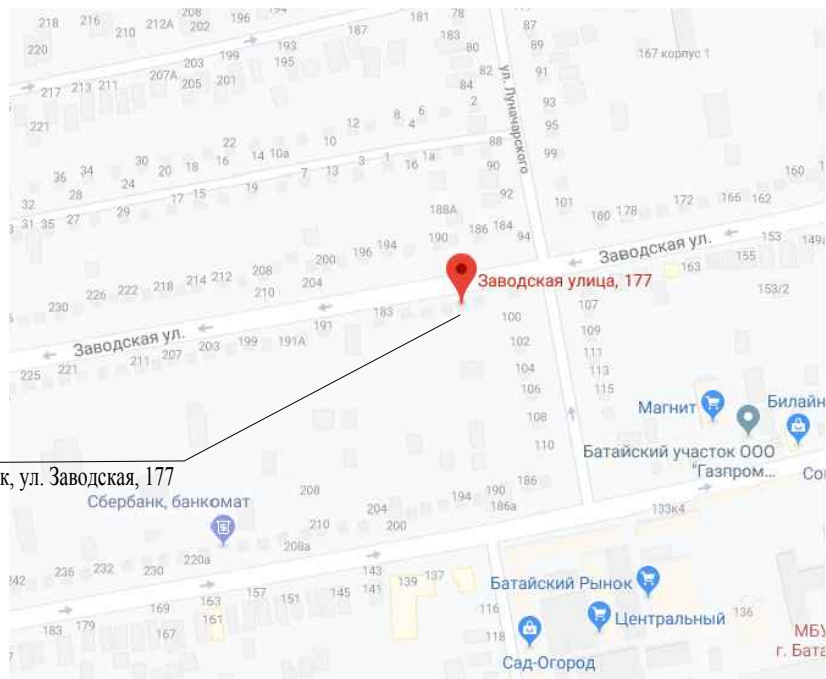 218 216 210 212A 208 202 196 194 187 181 78
220 193 183 80 87 89
199 195 203 207A 205 201
217 213 211
221
82 84 2 91 93 95 99
ул. Луначарского
167 корпус 1
12 8 6 4
22 10 88
36 34 30 20 18 16 14 10а 7 13 3 1 16 1а 90
32 28 24 17 15 19 92
31 35 27 29
188А 101 180 178 172 166 162 160
196 194 190 186 184 94
Заводская ул.
153 149а
155
163
153/2
200 204
226 222 218 214 212 208 210
230
Заводская улица, 177
183 191 191А
100 107
Заводская ул.
225 221 211 207 203 199
102 109
104 111
106 113
115
108
110
Магнит
Билайн
Батайский участок ООО
"Газпром...
к, ул. Заводская, 177
Сбербанк, банкомат
208 204 194 190 186
186а
210 200
208а
133к4
242 236 232 230 220а
143 141 139 137
145
163 157 151
161
169 167
183 179
116
118
Батайский Рынок
Центральный
136
Сад-Огород
МБУ
г. Бата